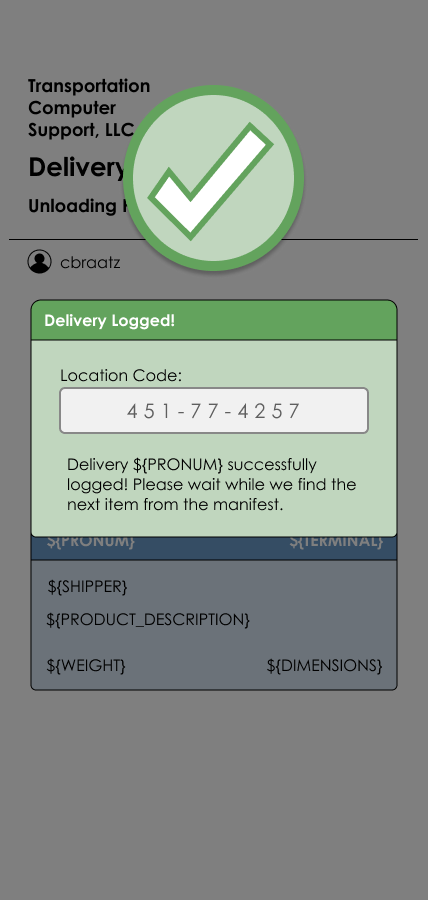 Transportation
Computer
Support, LLC
Delivery
Unloading
cbraatz
Delivery Logged!
Location Code:
451-77-4257
Delivery ${PRONUM} successfully
logged! Please wait while we find the
next item from the manifest.
${PRONUM} ${TERMINAL}
${SHIPPER}
${PRODUCT_DESCRIPTION}
${WEIGHT} ${DIMENSIONS}